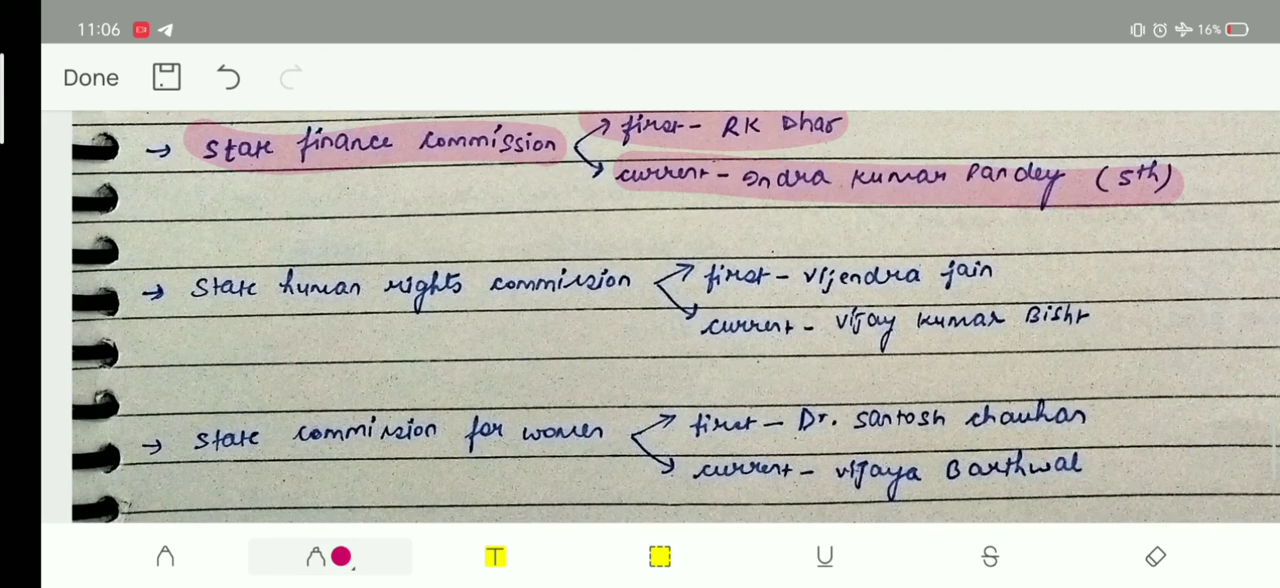 11:06
16%
Done
→ State finance commission
first - RK Dhar
current - Indra Kumar Pandey (5th)
→ State human rights commission
first - Vijendra Jain
current - Vijay Kumar Bisht
→ State commission for women
first - Dr. Santosh Chauhan
current - Vijaya Barthwal
T
U
S